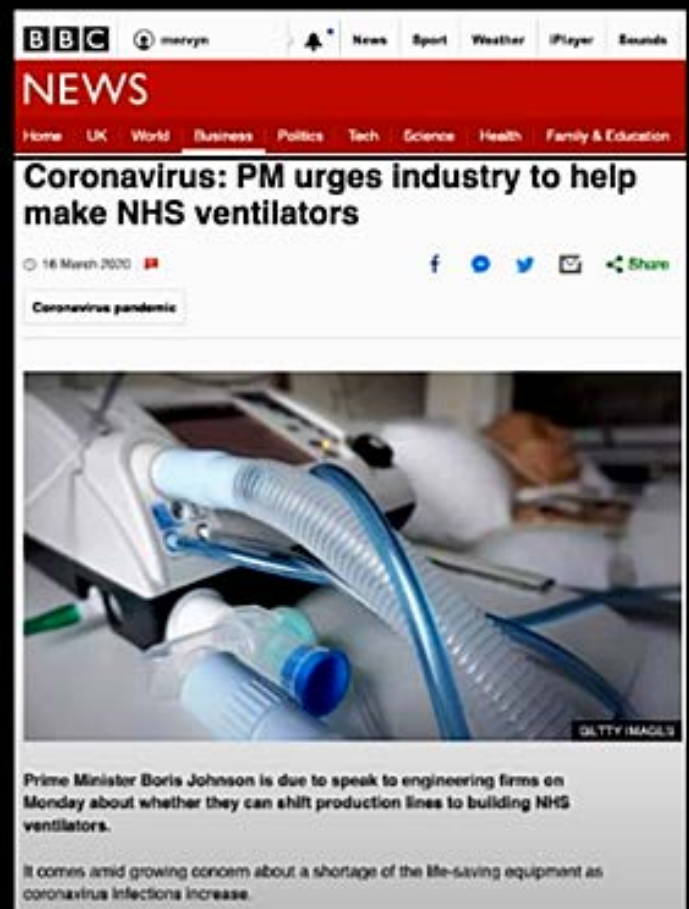 BBC mervyn News Sport Weather iPlayer Sounds
NEWS
Home UK World Business Politics Tech Science Health Family & Education
Coronavirus: PM urges industry to help
make NHS ventilators
16 March 2020 Share
Coronavirus pandemic
GETTY IMAGES
Prime Minister Boris Johnson is due to speak to engineering firms on
Monday about whether they can shift production lines to building NHS
ventilators.
It comes amid growing concern about a shortage of the life-saving equipment as
coronavirus infections increase.